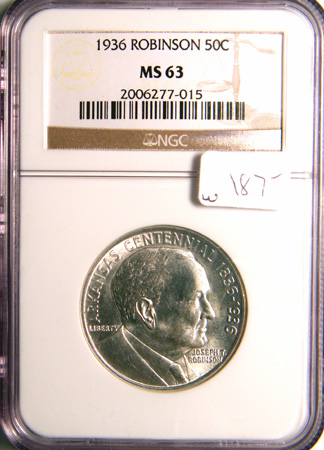 1936 ROBINSON 50C
MS 63
2006277-015
NGC
187-
ARKANSAS CENTENNIAL 1836-1936
LIBERTY
JOSEPH T.
ROBINSON